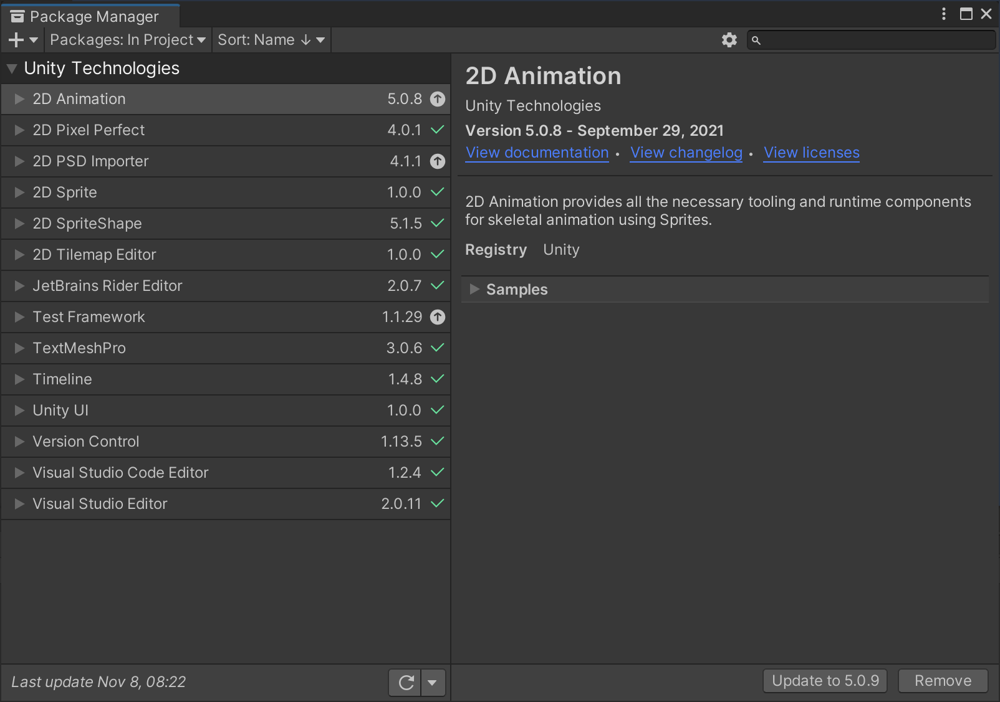 Package Manager
Packages: In Project Sort: Name ↓
Unity Technologies
2D Animation 5.0.8
2D Pixel Perfect 4.0.1
2D PSD Importer 4.1.1
2D Sprite 1.0.0
2D SpriteShape 5.1.5
2D Tilemap Editor 1.0.0
JetBrains Rider Editor 2.0.7
Test Framework 1.1.29
TextMeshPro 3.0.6
Timeline 1.4.8
Unity UI 1.0.0
Version Control 1.13.5
Visual Studio Code Editor 1.2.4
Visual Studio Editor 2.0.11
Last update Nov 8, 08:22
2D Animation
Unity Technologies
Version 5.0.8 - September 29, 2021
View documentation • View changelog • View licenses
2D Animation provides all the necessary tooling and runtime components
for skeletal animation using Sprites.
Registry Unity
Samples
Update to 5.0.9 Remove